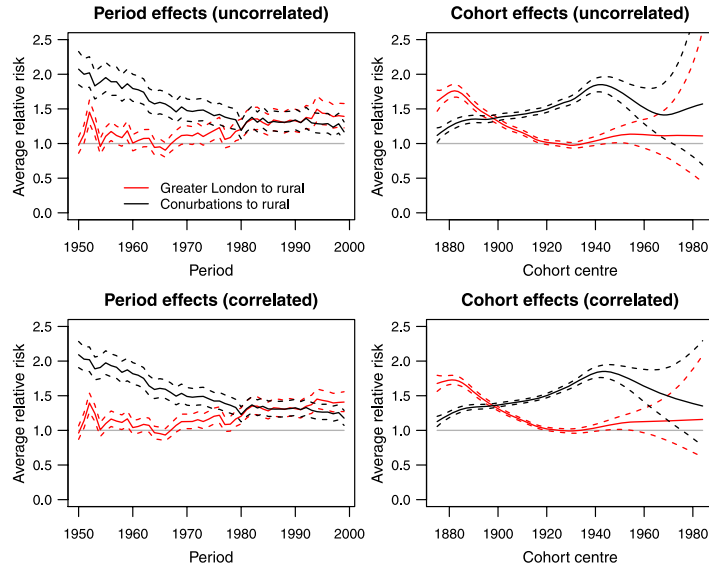 Period effects (uncorrelated)
Average relative risk
2.5
2.0
1.5
1.0
0.5
0.0
Greater London to rural
Conurbations to rural
1950 1960 1970 1980 1990 2000
Period
Cohort effects (uncorrelated)
Average relative risk
2.5
2.0
1.5
1.0
0.5
0.0
1880 1900 1920 1940 1960 1980
Cohort centre
Period effects (correlated)
Average relative risk
2.5
2.0
1.5
1.0
0.5
0.0
1950 1960 1970 1980 1990 2000
Period
Cohort effects (correlated)
Average relative risk
2.5
2.0
1.5
1.0
0.5
0.0
1880 1900 1920 1940 1960 1980
Cohort centre